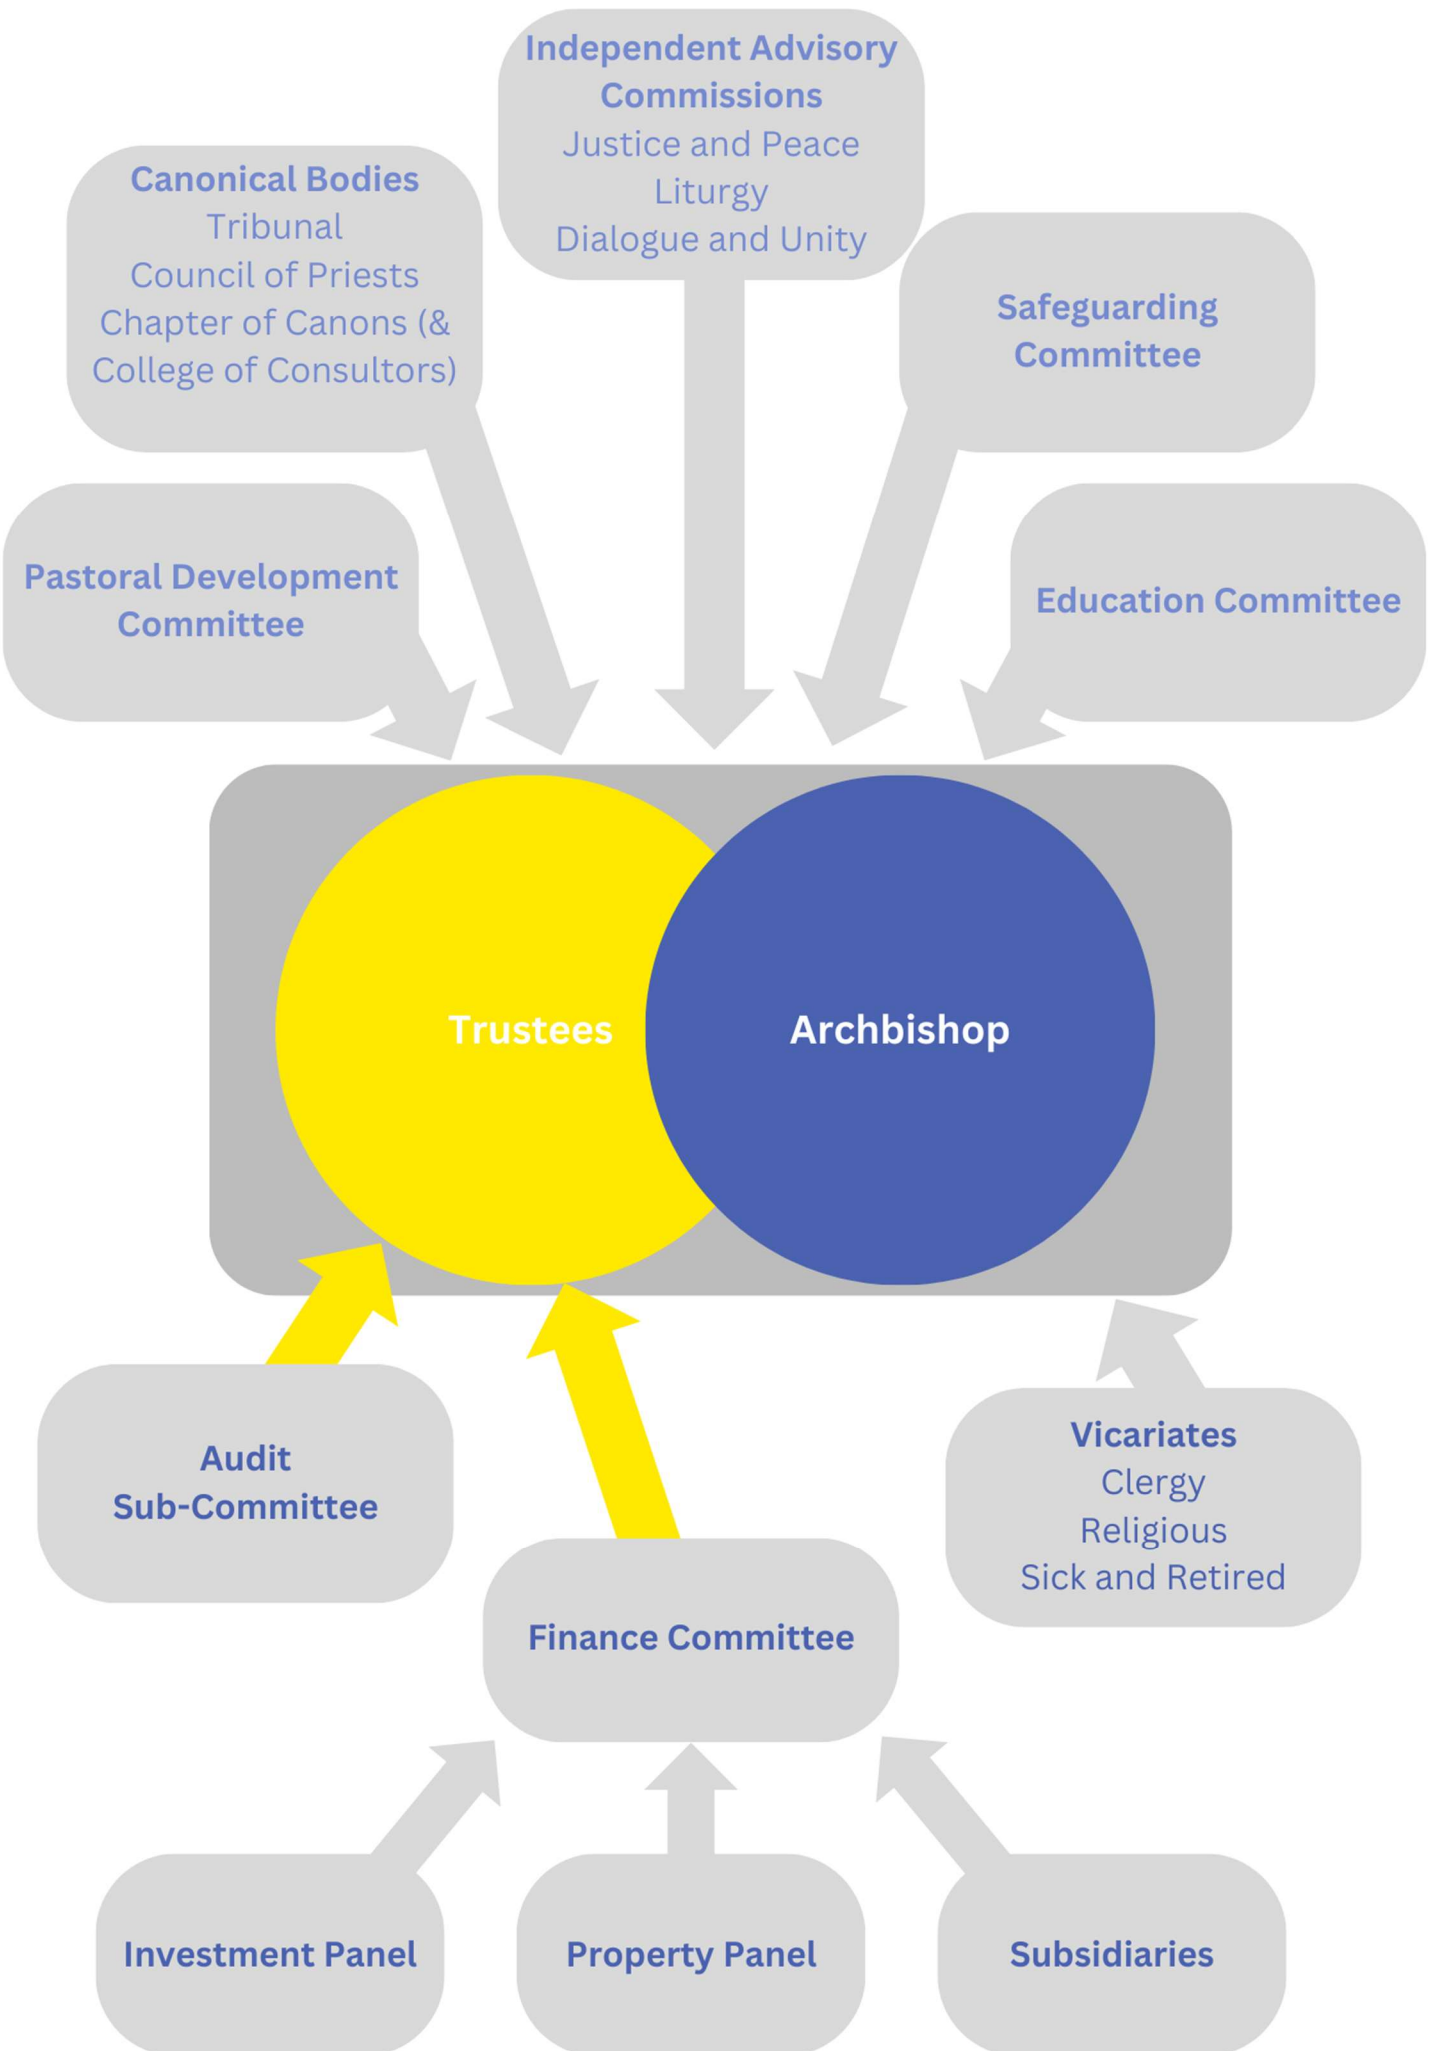 Independent Advisory
Commissions
Justice and Peace
Liturgy
Dialogue and Unity
Canonical Bodies
Tribunal
Council of Priests
Chapter of Canons (&
College of Consultors)
Safeguarding
Committee
Pastoral Development
Committee
Education Committee
Trustees
Archbishop
Audit
Sub-Committee
Vicariates
Clergy
Religious
Sick and Retired
Finance Committee
Investment Panel
Property Panel
Subsidiaries